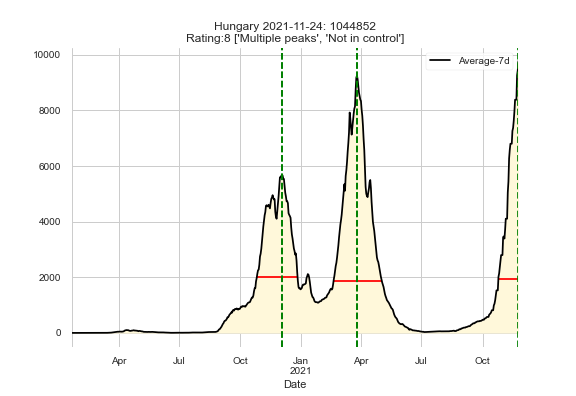 Hungary 2021-11-24: 1044852
Rating:8 ['Multiple peaks', 'Not in control']
Average-7d
10000
8000
6000
4000
2000
0
Apr
Jul
Oct
Jan
2021
Apr
Jul
Oct
Date